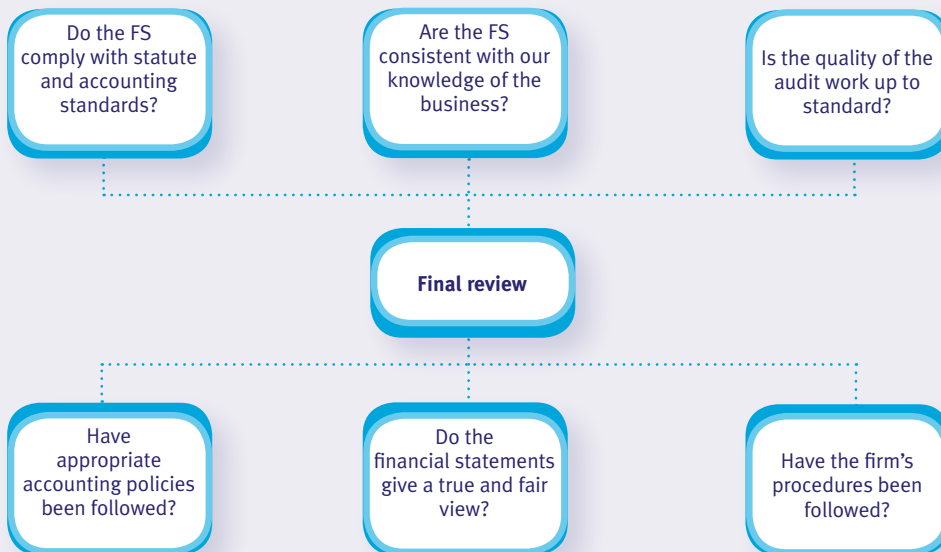 Do the FS
comply with statute
and accounting
standards?
Are the FS
consistent with our
knowledge of the
business?
Is the quality of the
audit work up to
standard?
Final review
Have
appropriate
accounting policies
been followed?
Do the
financial statements
give a true and fair
view?
Have the firm's
procedures been
followed?